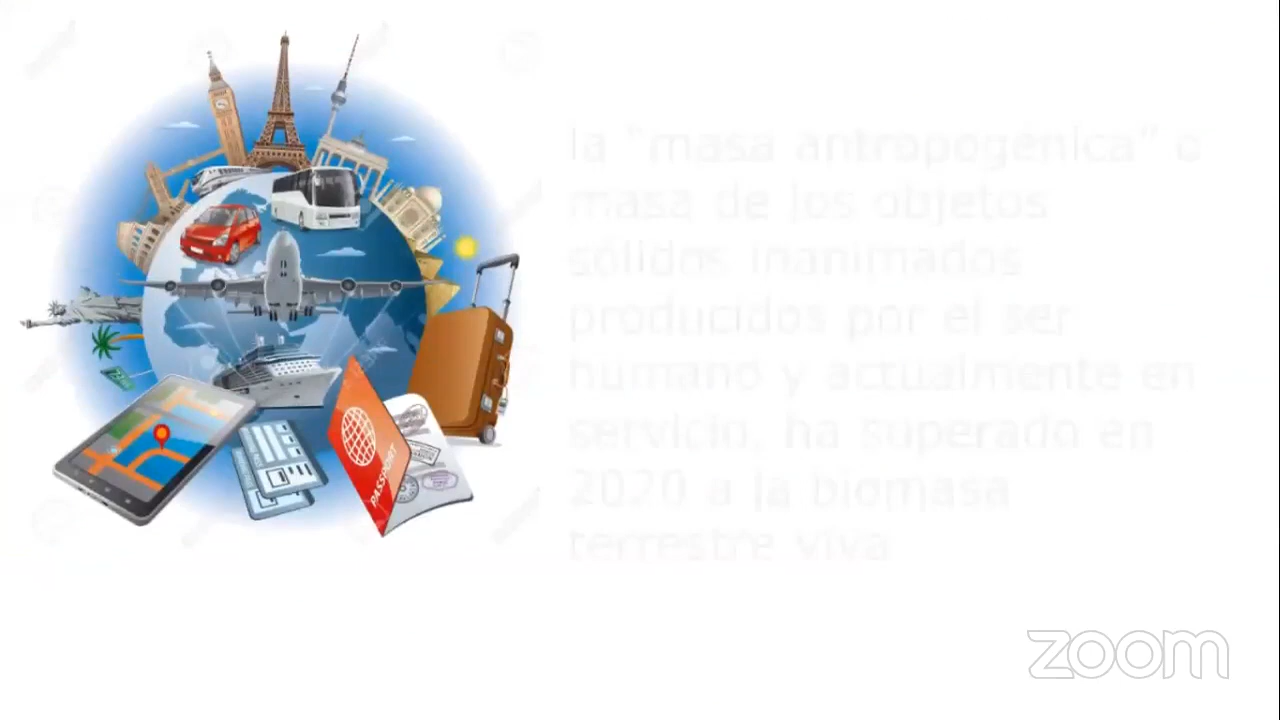 la "masa antropogénica" o
masa de los objetos
sólidos inanimados
producidos por el ser
humano y actualmente en
servicio, ha superado en
2020 a la biomasa
terrestre viva
PASSPORT
zoom